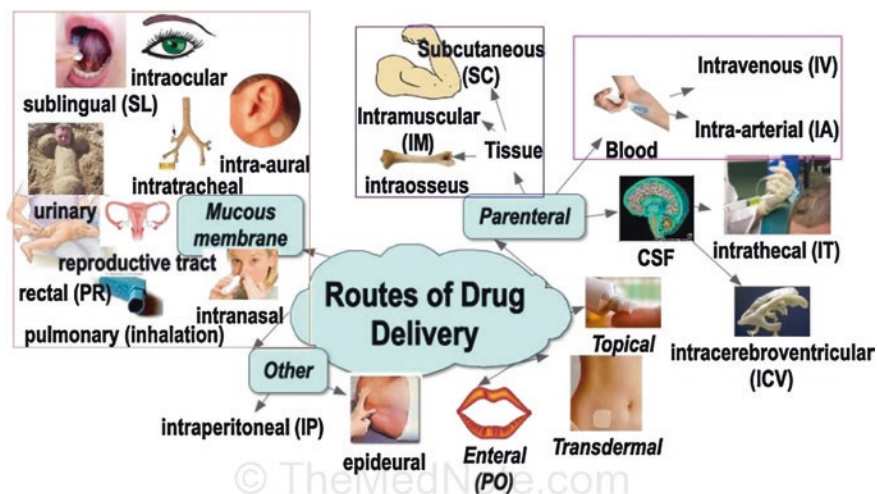 intraocular
sublingual (SL)
intra-aural
intratracheal
urinary
Mucous
membrane
reproductive tract
rectal (PR)
intranasal
pulmonary (inhalation)
Subcutaneous
(SC)
Intramuscular
(IM)
Tissue
intraosseus
Intravenous (IV)
Intra-arterial (IA)
Blood
Parenteral
CSF
intrathecal (IT)
intracerebroventricular
(ICV)
Routes of Drug
Delivery
Topical
Transdermal
Enteral
(PO)
Other
intraperitoneal (IP)
epideural
© TheMedNote.com